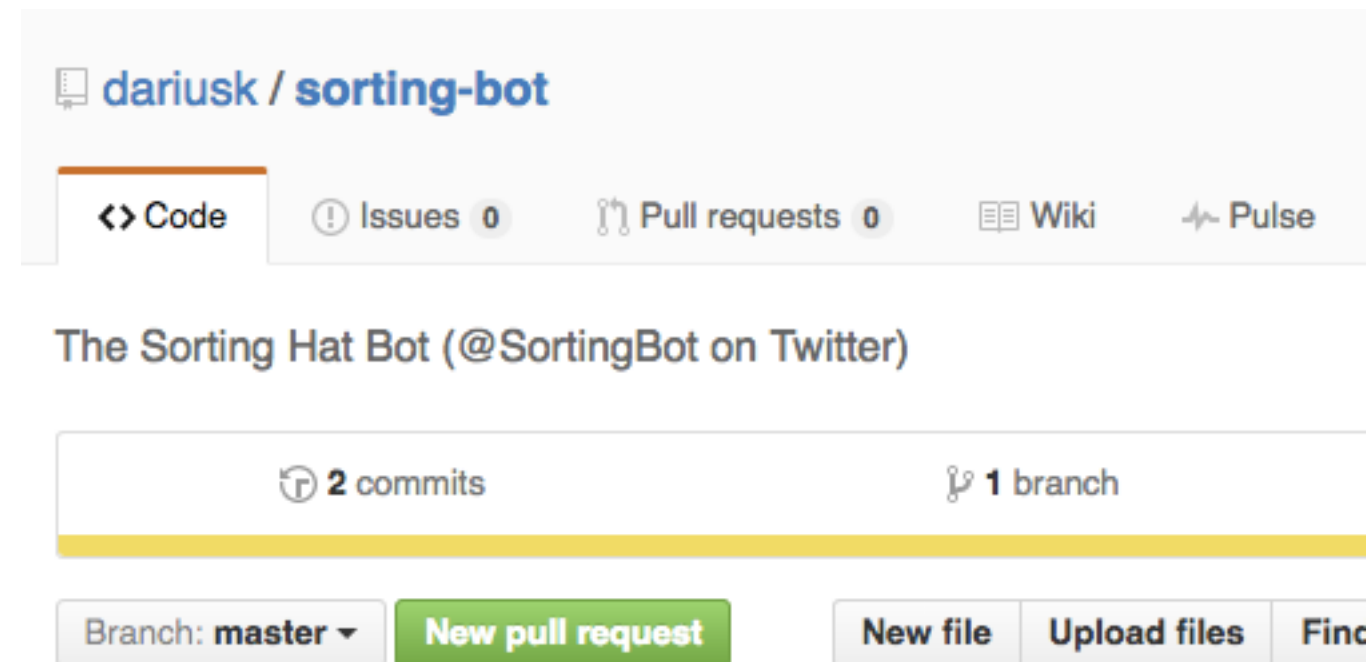 dariusk / sorting-bot
<> Code Issues 0 Pull requests 0 Wiki Pulse
The Sorting Hat Bot (@SortingBot on Twitter)
2 commits 1 branch
Branch: master New pull request New file Upload files